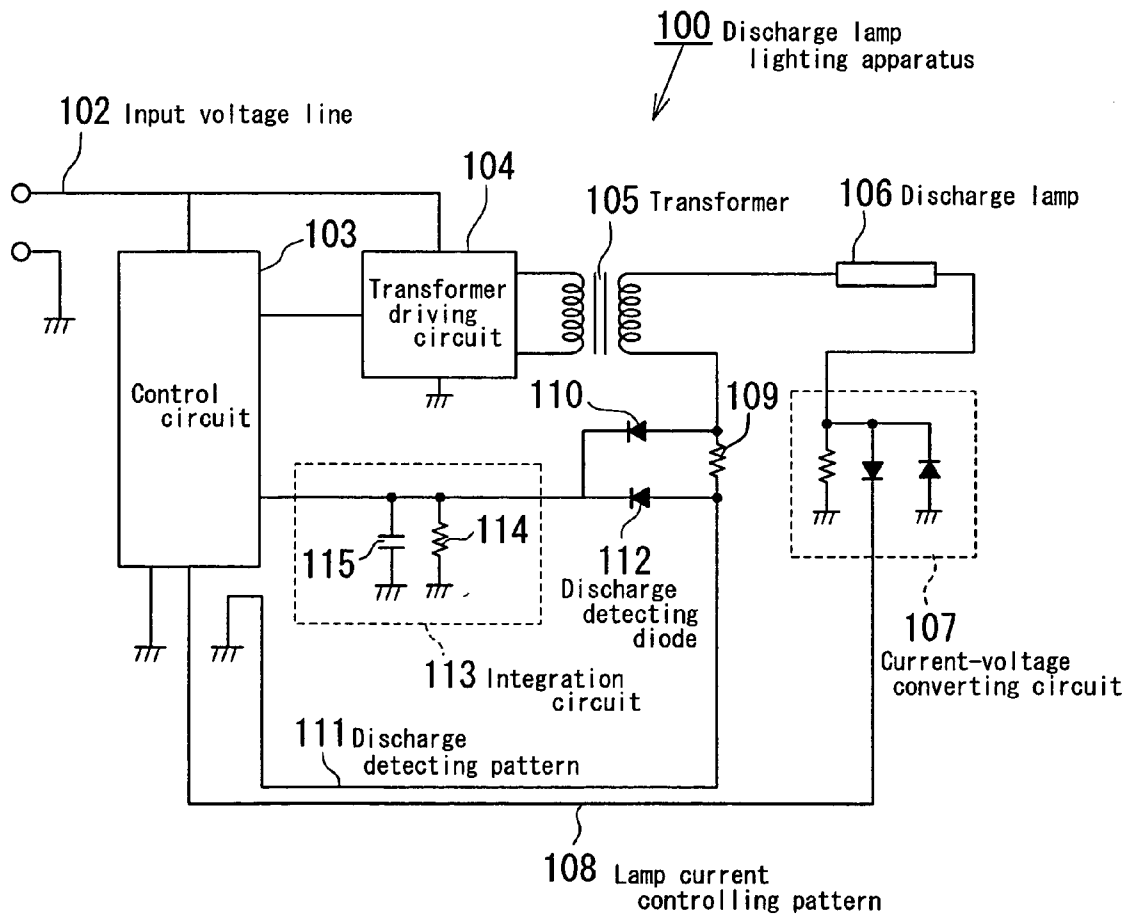 100 Discharge lamp
lighting apparatus
102 Input voltage line
104
105 Transformer
106 Discharge lamp
103
Transformer
driving
circuit
Control
circuit
110
109
115
114
112
Discharge
detecting
diode
107
Current-voltage
converting circuit
113 Integration
circuit
111 Discharge
detecting pattern
108 Lamp current
controlling pattern